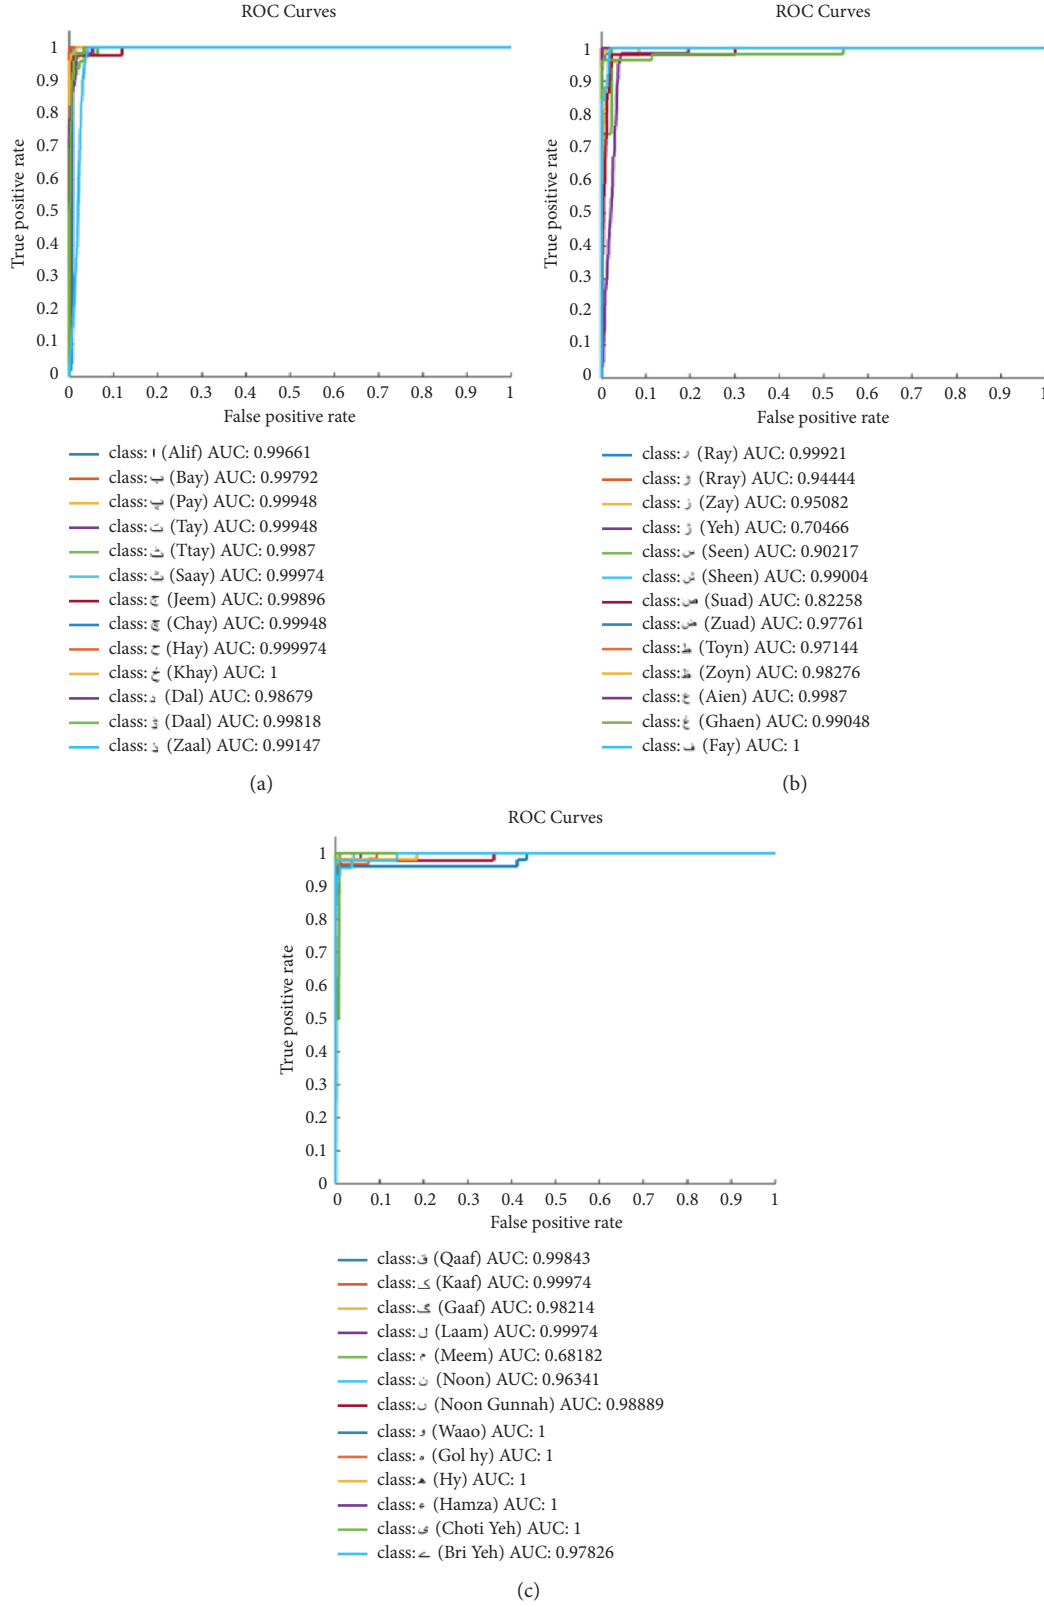 ROC Curves
1
0.9
0.8
0.7
0.6
0.5
0.4
0.3
0.2
0.1
0
True positive rate
0 0.1 0.2 0.3 0.4 0.5 0.6 0.7 0.8 0.9 1
False positive rate
class: ا (Alif) AUC: 0.99661
class: ب (Bay) AUC: 0.99792
class: پ (Pay) AUC: 0.99948
class: ت (Tay) AUC: 0.99948
class: ٹ (Ttay) AUC: 0.9987
class: ث (Saay) AUC: 0.99974
class: ج (Jeem) AUC: 0.99896
class: چ (Chay) AUC: 0.99948
class: ح (Hay) AUC: 0.999974
class: خ (Khay) AUC: 1
class: د (Dal) AUC: 0.98679
class: ڈ (Daal) AUC: 0.99818
class: ذ (Zaal) AUC: 0.99147
(a)
ROC Curves
1
0.9
0.8
0.7
0.6
0.5
0.4
0.3
0.2
0.1
0
True positive rate
0 0.1 0.2 0.3 0.4 0.5 0.6 0.7 0.8 0.9 1
False positive rate
class: ر (Ray) AUC: 0.99921
class: ڑ (Rray) AUC: 0.94444
class: ز (Zay) AUC: 0.95082
class: ژ (Yeh) AUC: 0.70466
class: س (Seen) AUC: 0.90217
class: ش (Sheen) AUC: 0.99004
class: ص (Suad) AUC: 0.82258
class: ض (Zuad) AUC: 0.97761
class: ط (Toyn) AUC: 0.97144
class: ظ (Zoyn) AUC: 0.98276
class: ع (Aien) AUC: 0.9987
class: غ (Ghaen) AUC: 0.99048
class: ف (Fay) AUC: 1
(b)
ROC Curves
1
0.9
0.8
0.7
0.6
0.5
0.4
0.3
0.2
0.1
0
True positive rate
0 0.1 0.2 0.3 0.4 0.5 0.6 0.7 0.8 0.9 1
False positive rate
class: ق (Qaaf) AUC: 0.99843
class: ک (Kaaf) AUC: 0.99974
class: گ (Gaaf) AUC: 0.98214
class: ل (Laam) AUC: 0.99974
class: م (Meem) AUC: 0.68182
class: ن (Noon) AUC: 0.96341
class: ں (Noon Gunnah) AUC: 0.98889
class: و (Waao) AUC: 1
class: ہ (Gol hy) AUC: 1
class: ھ (Hy) AUC: 1
class: ء (Hamza) AUC: 1
class: ی (Choti Yeh) AUC: 1
class: ے (Bri Yeh) AUC: 0.97826
(c)